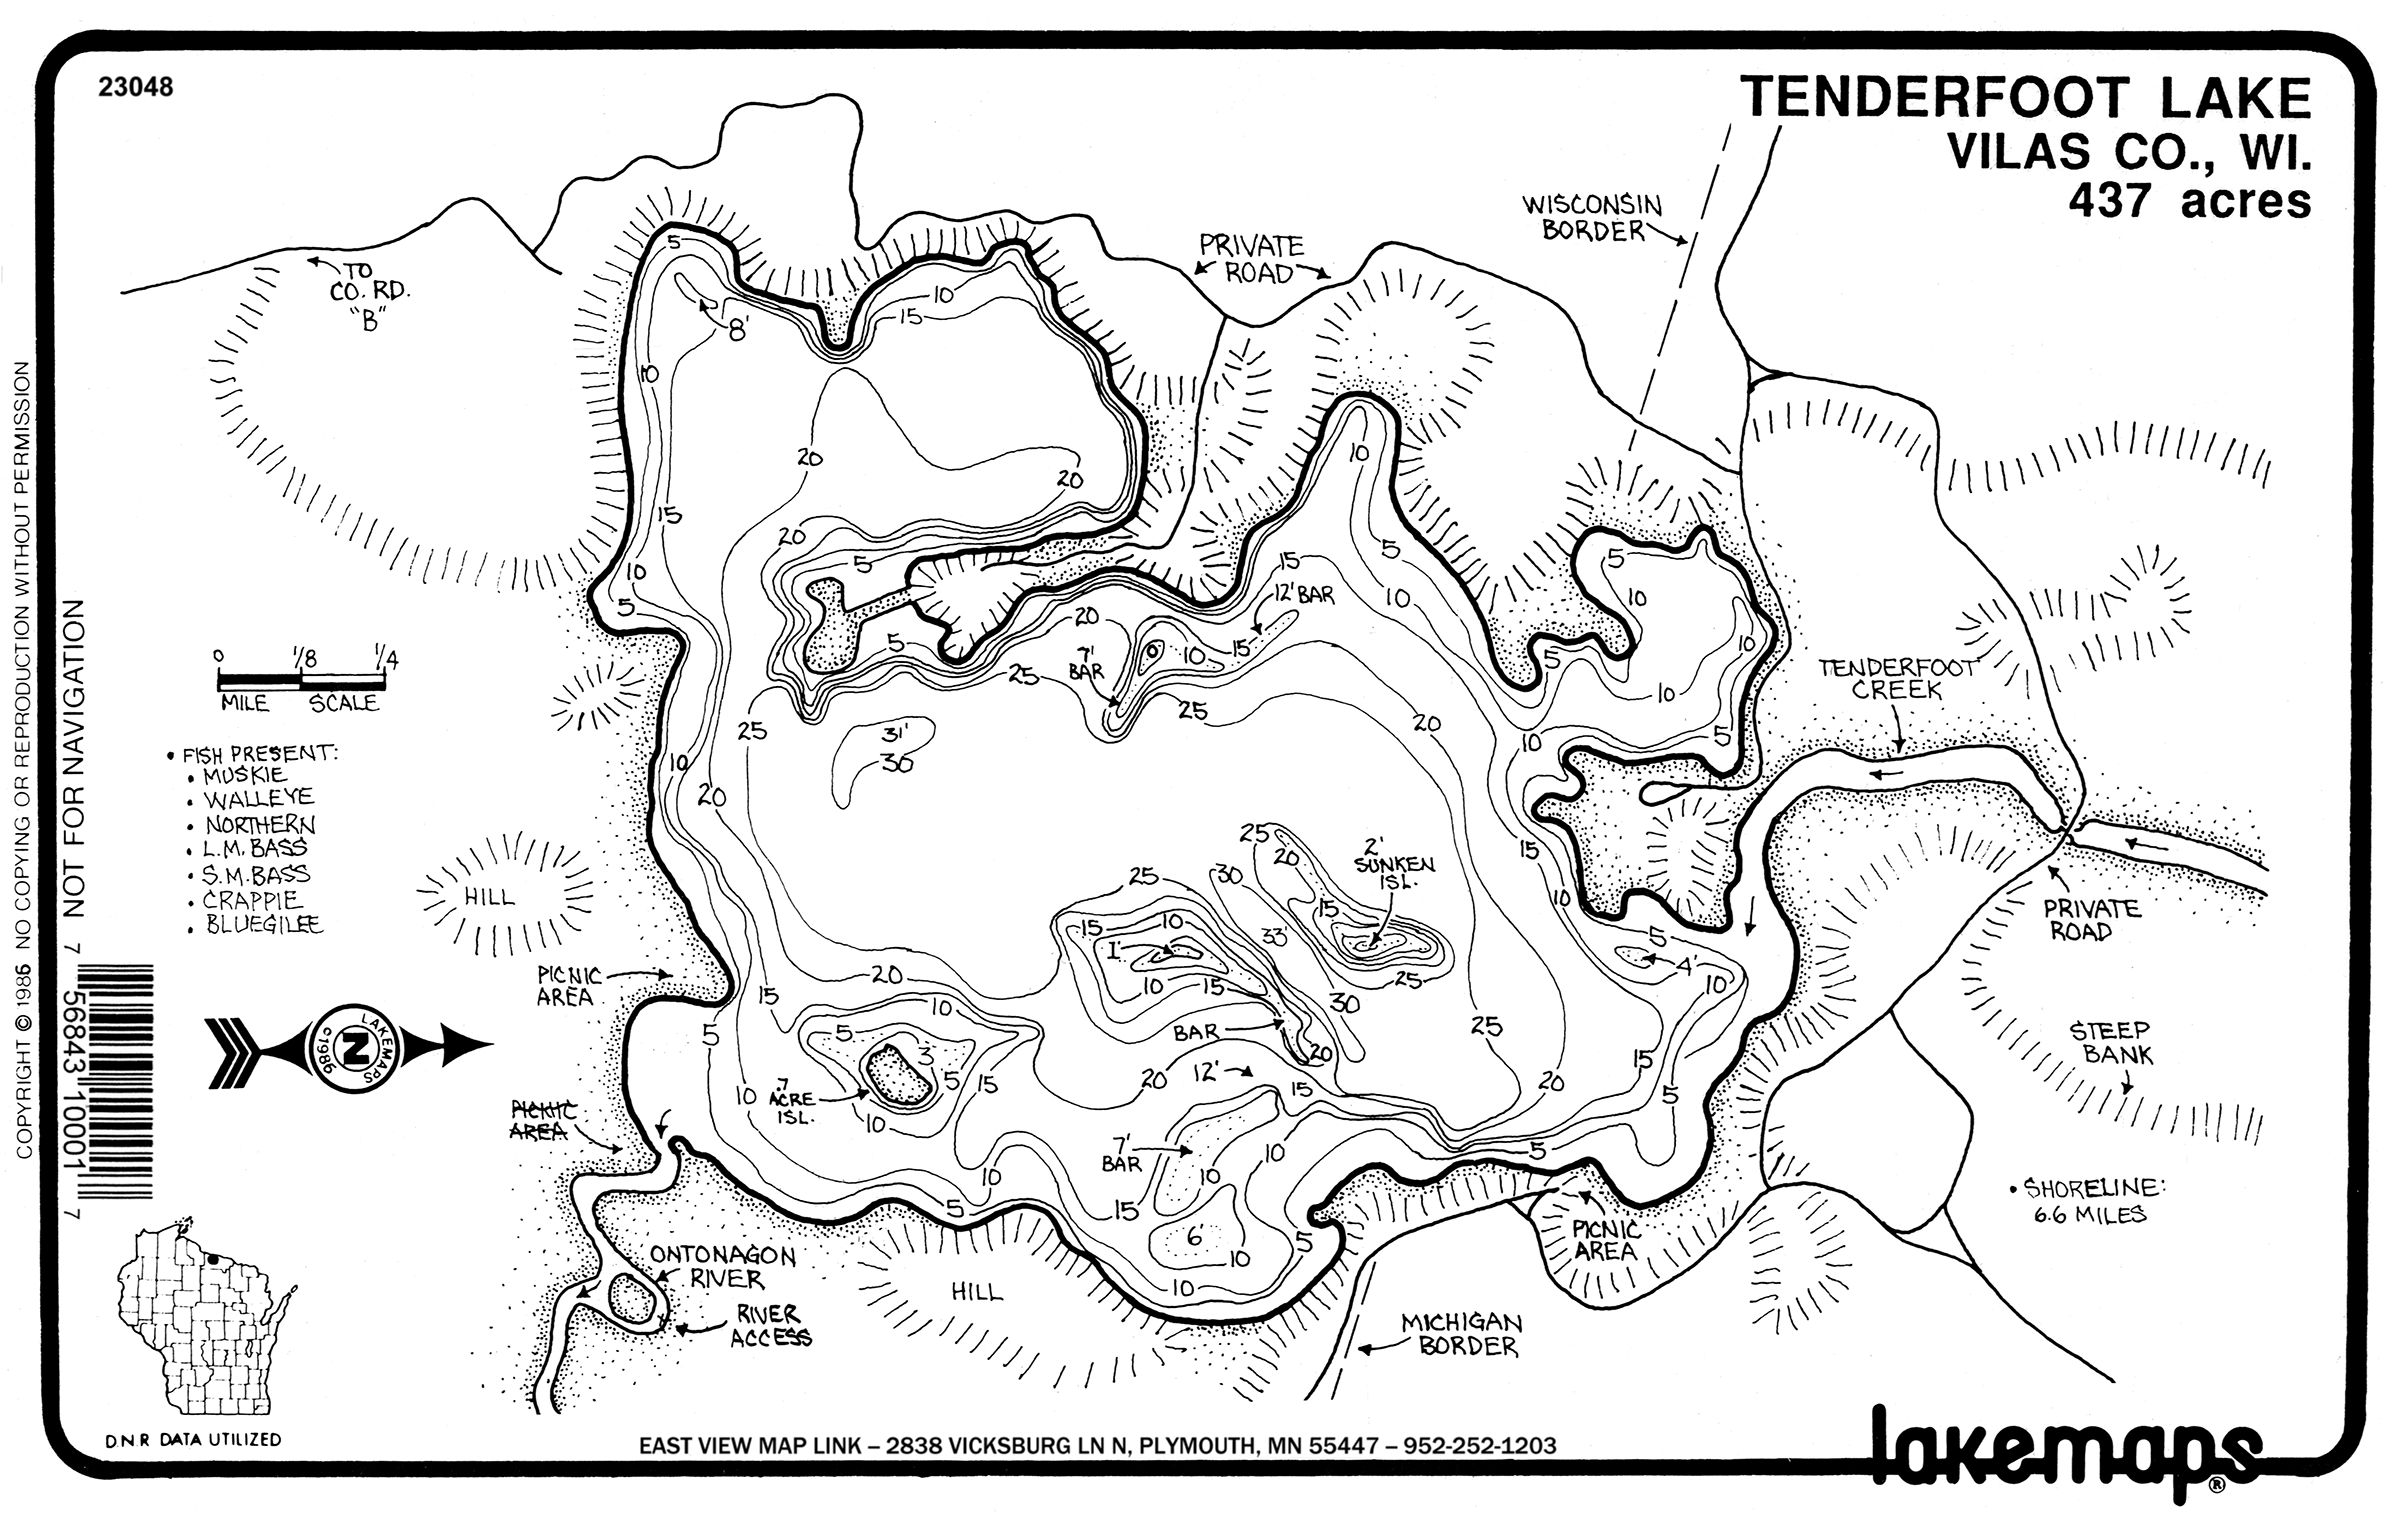 23048
TENDERFOOT LAKE
VILAS CO., WI.
437 acres
WISCONSIN
BORDER
PRIVATE
ROAD
TO
CO. RD.
"B"
5
8'
10
15
10
20
20
15
20
5
10
5
10
15
5
10
12' BAR
5
10
20
7'
BAR
10
15
5
25
25
20
5
10
10
5
10
TENDERFOOT
CREEK
0 1/8 1/4
MILE SCALE
• FISH PRESENT:
• MUSKIE
• WALLEYE
• NORTHERN
• L.M. BASS
• S.M. BASS
• CRAPPIE
• BLUEGILEE
25
31'
30
10
20
25
20
30
2'
SUNKEN
ISL.
15
25
15
10
15
10
1'
10
15
33'
25
30
HILL
PICNIC
AREA
PRIVATE
ROAD
5
4'
10
20
15
10
5
5
3
5
15
10
.7
ACRE
ISL.
10
BAR
20
20
12'
15
25
20
15
5
STEEP
BANK
PICNIC
AREA
7'
BAR
10
10
10
5
15
5
6'
10
10
5
PICNIC
AREA
• SHORELINE:
6.6 MILES
ONTONAGON
RIVER
RIVER
ACCESS
HILL
MICHIGAN
BORDER
N
LAKEMAPS
©1986
D.N.R DATA UTILIZED
EAST VIEW MAP LINK – 2838 VICKSBURG LN N, PLYMOUTH, MN 55447 – 952-252-1203
lakemaps®
COPYRIGHT © 1986 NO COPYING OR REPRODUCTION WITHOUT PERMISSION
NOT FOR NAVIGATION
7 56843 10001 7